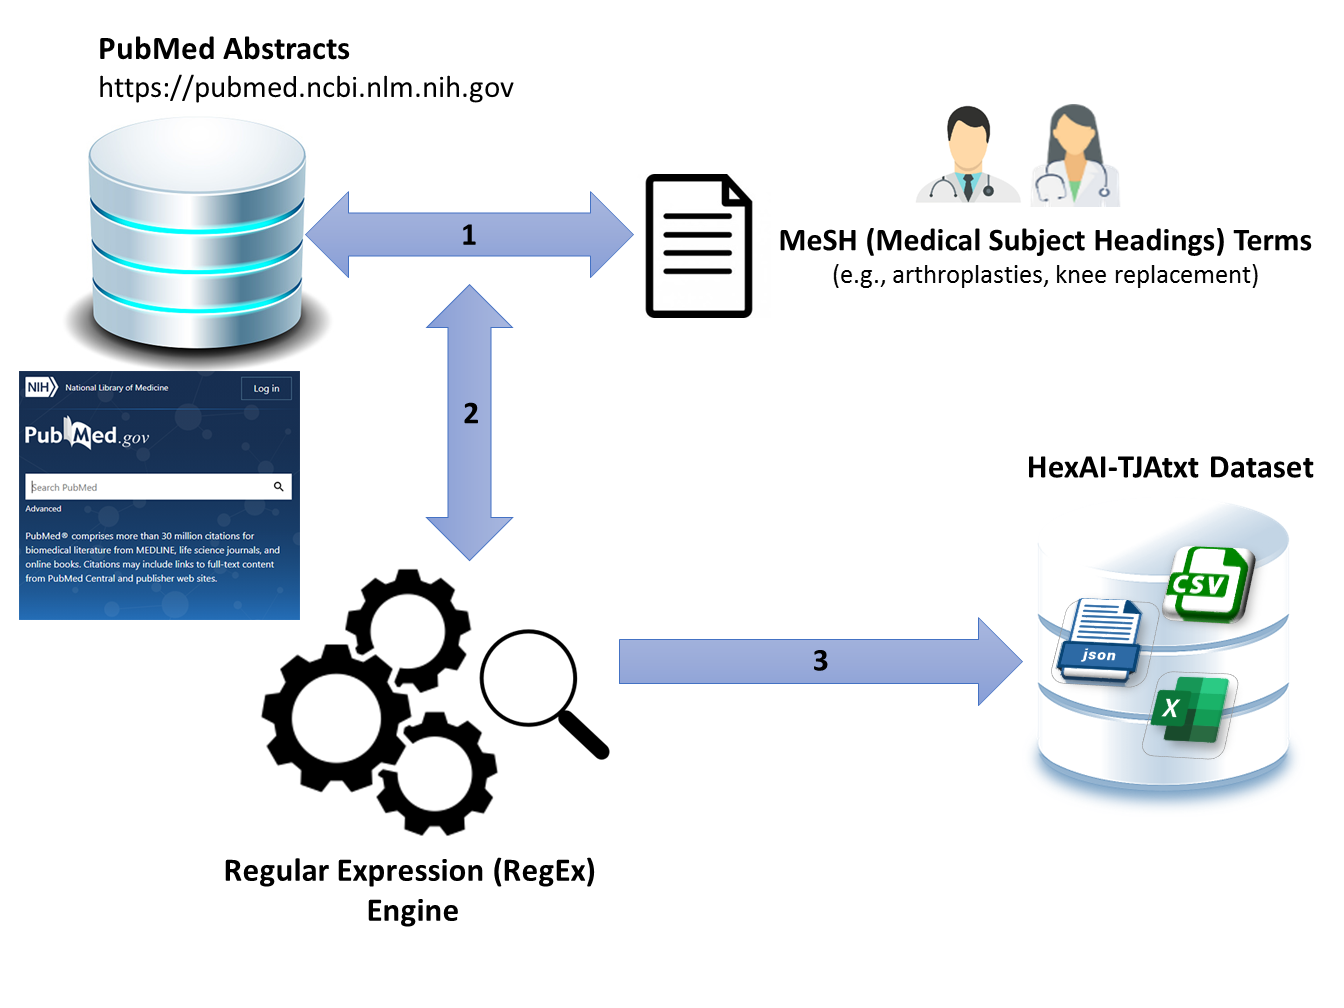 PubMed Abstracts
https://pubmed.ncbi.nlm.nih.gov
1
MeSH (Medical Subject Headings) Terms
(e.g., arthroplasties, knee replacement)
NIH National Library of Medicine
Log in
PubMed.gov
Search PubMed
Advanced
PubMed® comprises more than 30 million citations for
biomedical literature from MEDLINE, life science journals, and
online books. Citations may include links to full-text content
from PubMed Central and publisher web sites.
2
HexAI-TJAtxt Dataset
CSV
json
X
3
Regular Expression (RegEx)
Engine